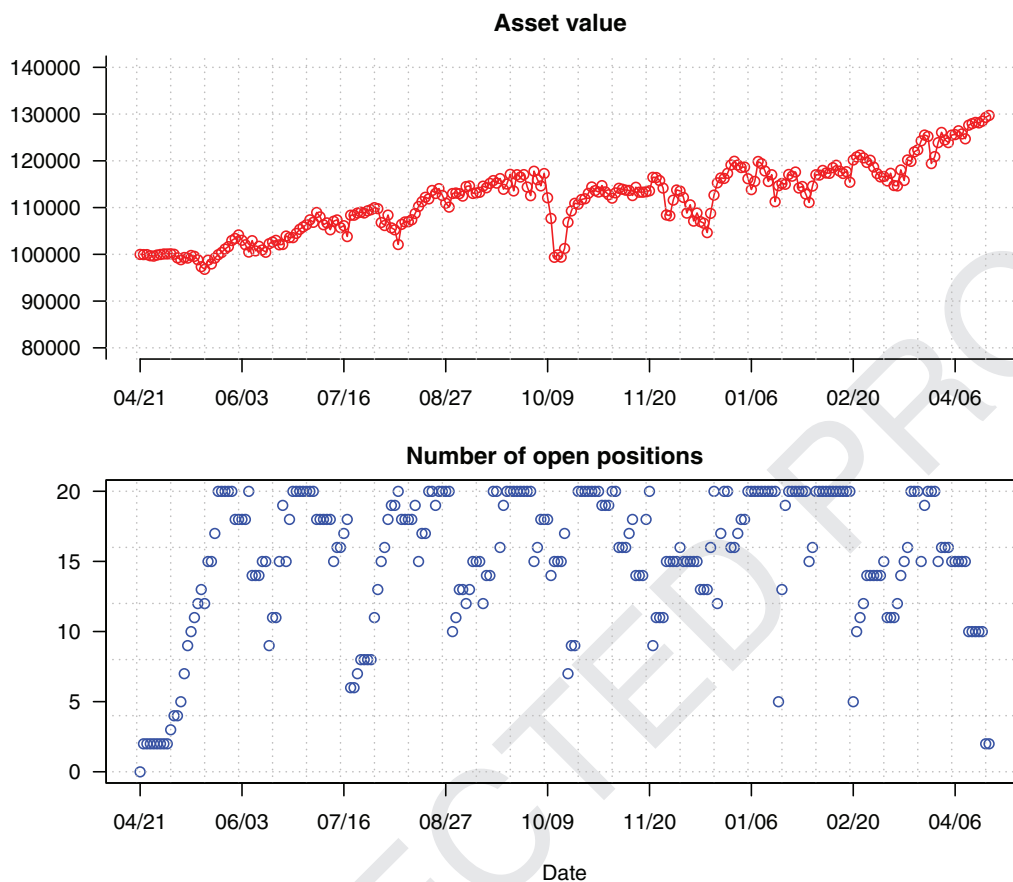 Asset value
140000
130000
120000
110000
100000
90000
80000
04/21 06/03 07/16 08/27 10/09 11/20 01/06 02/20 04/06
Number of open positions
20
15
10
5
0
04/21 06/03 07/16 08/27 10/09 11/20 01/06 02/20 04/06
Date
ECTED PRO